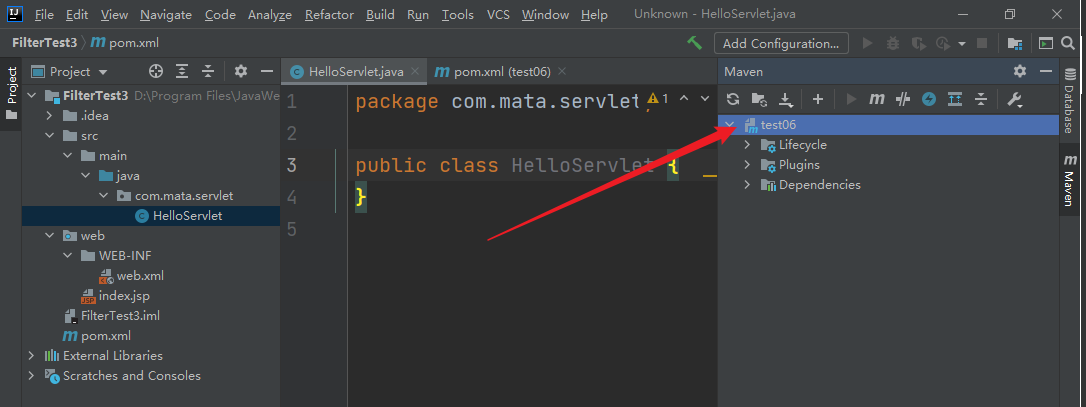 File Edit View Navigate Code Analyze Refactor Build Run Tools VCS Window Help Unknown - HelloServlet.java
FilterTest3 pom.xml Add Configuration...
Project HelloServlet.java pom.xml (test06) Maven
Project
FilterTest3 D:\Program Files\JavaWe
.idea
src
main
java
com.mata.servlet
HelloServlet
web
WEB-INF
web.xml
index.jsp
FilterTest3.iml
pom.xml
External Libraries
Scratches and Consoles
1 package com.mata.servlet; 1
2
3 public class HelloServlet {
4 }
5
test06
Lifecycle
Plugins
Dependencies
Database
Maven